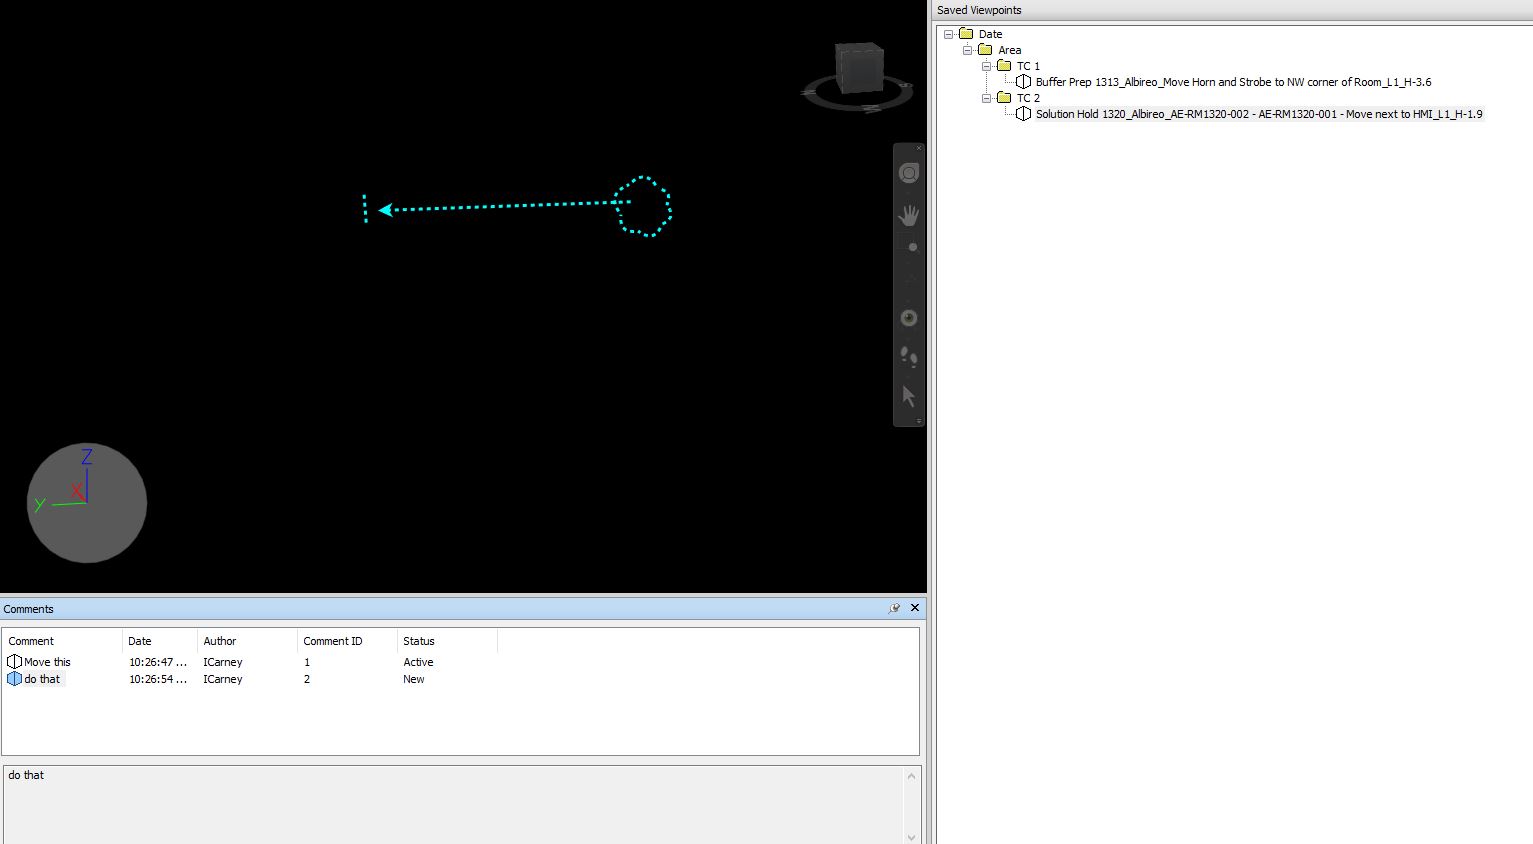 Saved Viewpoints
Date
Area
TC 1
Buffer Prep 1313_Albireo_Move Horn and Strobe to NW corner of Room_L1_H-3.6
TC 2
Solution Hold 1320_Albireo_AE-RM1320-002 - AE-RM1320-001 - Move next to HMI_L1_H-1.9
Z
X
Y
Comments
Comment Date Author Comment ID Status
Move this 10:26:47 ... ICarney 1 Active
do that 10:26:54 ... ICarney 2 New
do that